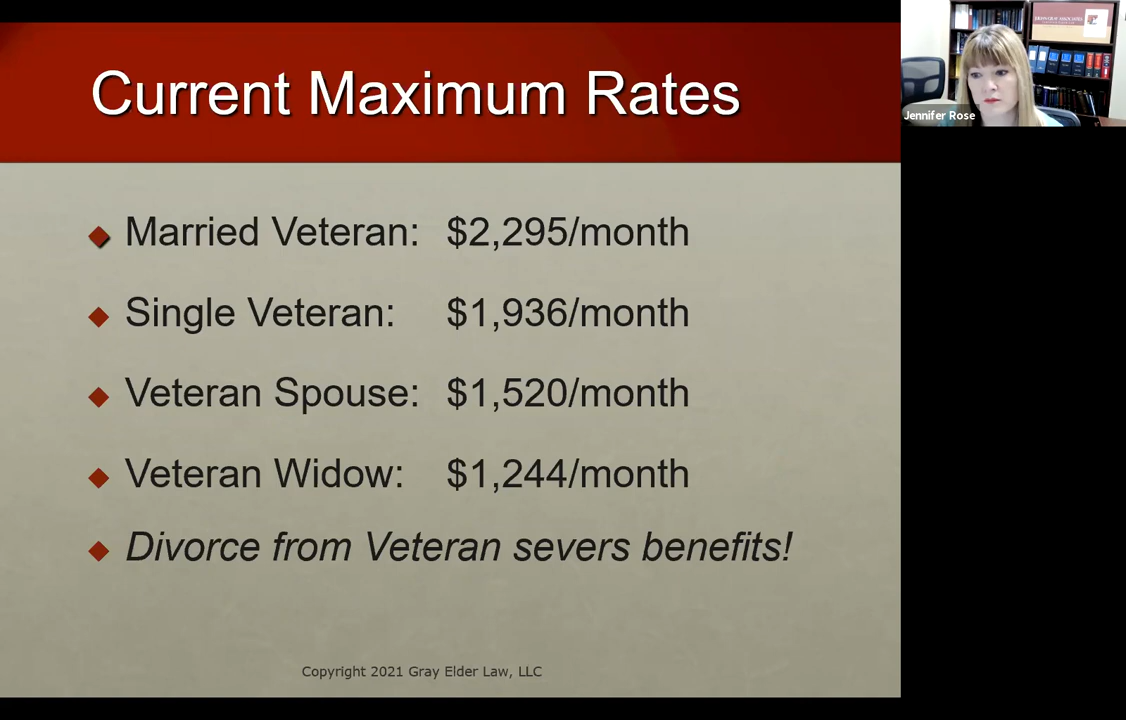 Current Maximum Rates
Married Veteran: $2,295/month
Single Veteran: $1,936/month
Veteran Spouse: $1,520/month
Veteran Widow: $1,244/month
Divorce from Veteran severs benefits!
Copyright 2021 Gray Elder Law, LLC
Jennifer Rose